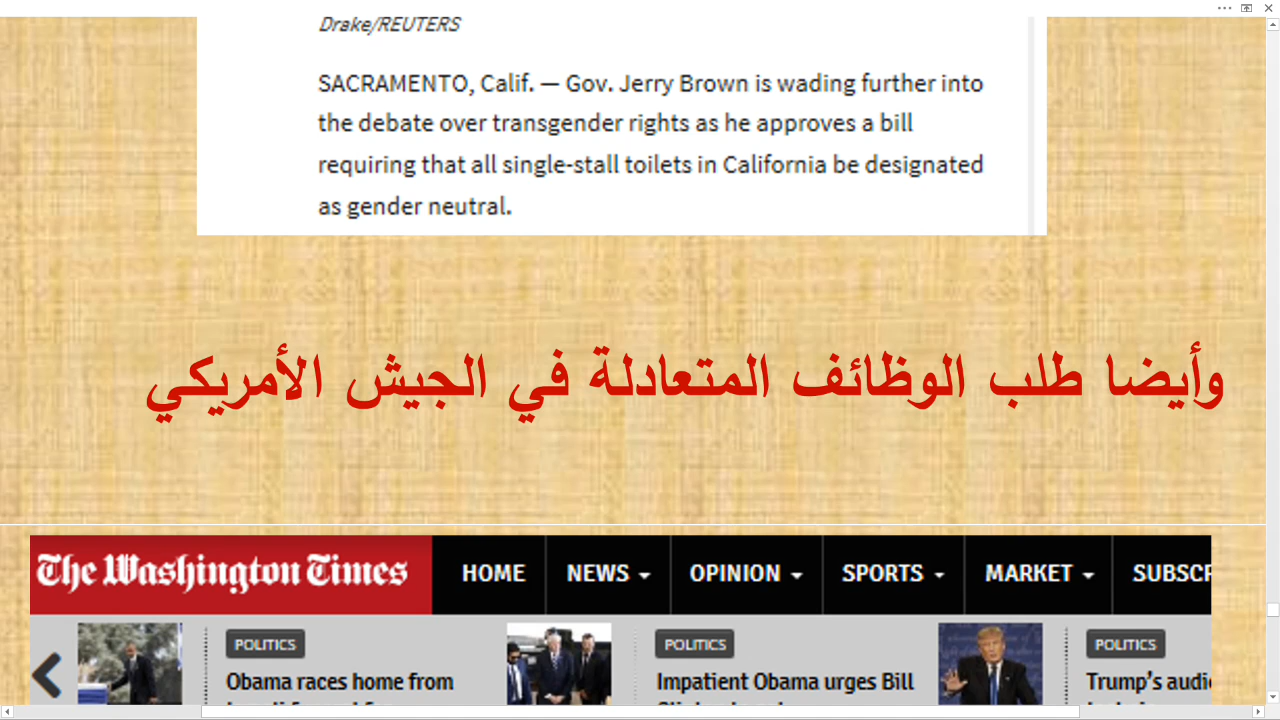 Drake/REUTERS
SACRAMENTO, Calif. — Gov. Jerry Brown is wading further into
the debate over transgender rights as he approves a bill
requiring that all single-stall toilets in California be designated
as gender neutral.
وأيضا طلب الوظائف المتعادلة في الجيش الأمريكي
The Washington Times HOME NEWS OPINION SPORTS MARKET SUBSCR
POLITICS POLITICS POLITICS
Obama races home from Impatient Obama urges Bill Trump's audi